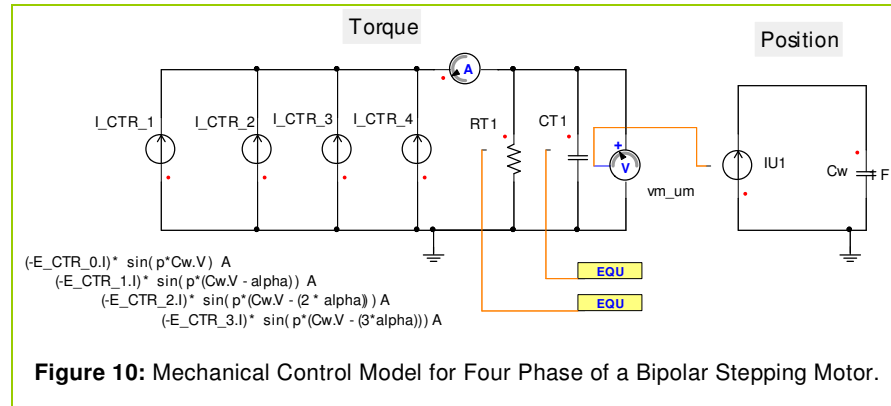 Torque
Position
A
I_CTR_1
I_CTR_2
I_CTR_3
I_CTR_4
RT1
CT1
+
V
vm_um
IU1
Cw
F
(-E_CTR_0.I)* sin( p*Cw.V ) A
(-E_CTR_1.I)* sin( p*(Cw.V - alpha)) A
(-E_CTR_2.I)* sin( p*(Cw.V - (2 * alpha)) ) A
(-E_CTR_3.I)* sin( p*(Cw.V - (3*alpha))) A
EQU
EQU
Figure 10: Mechanical Control Model for Four Phase of a Bipolar Stepping Motor.